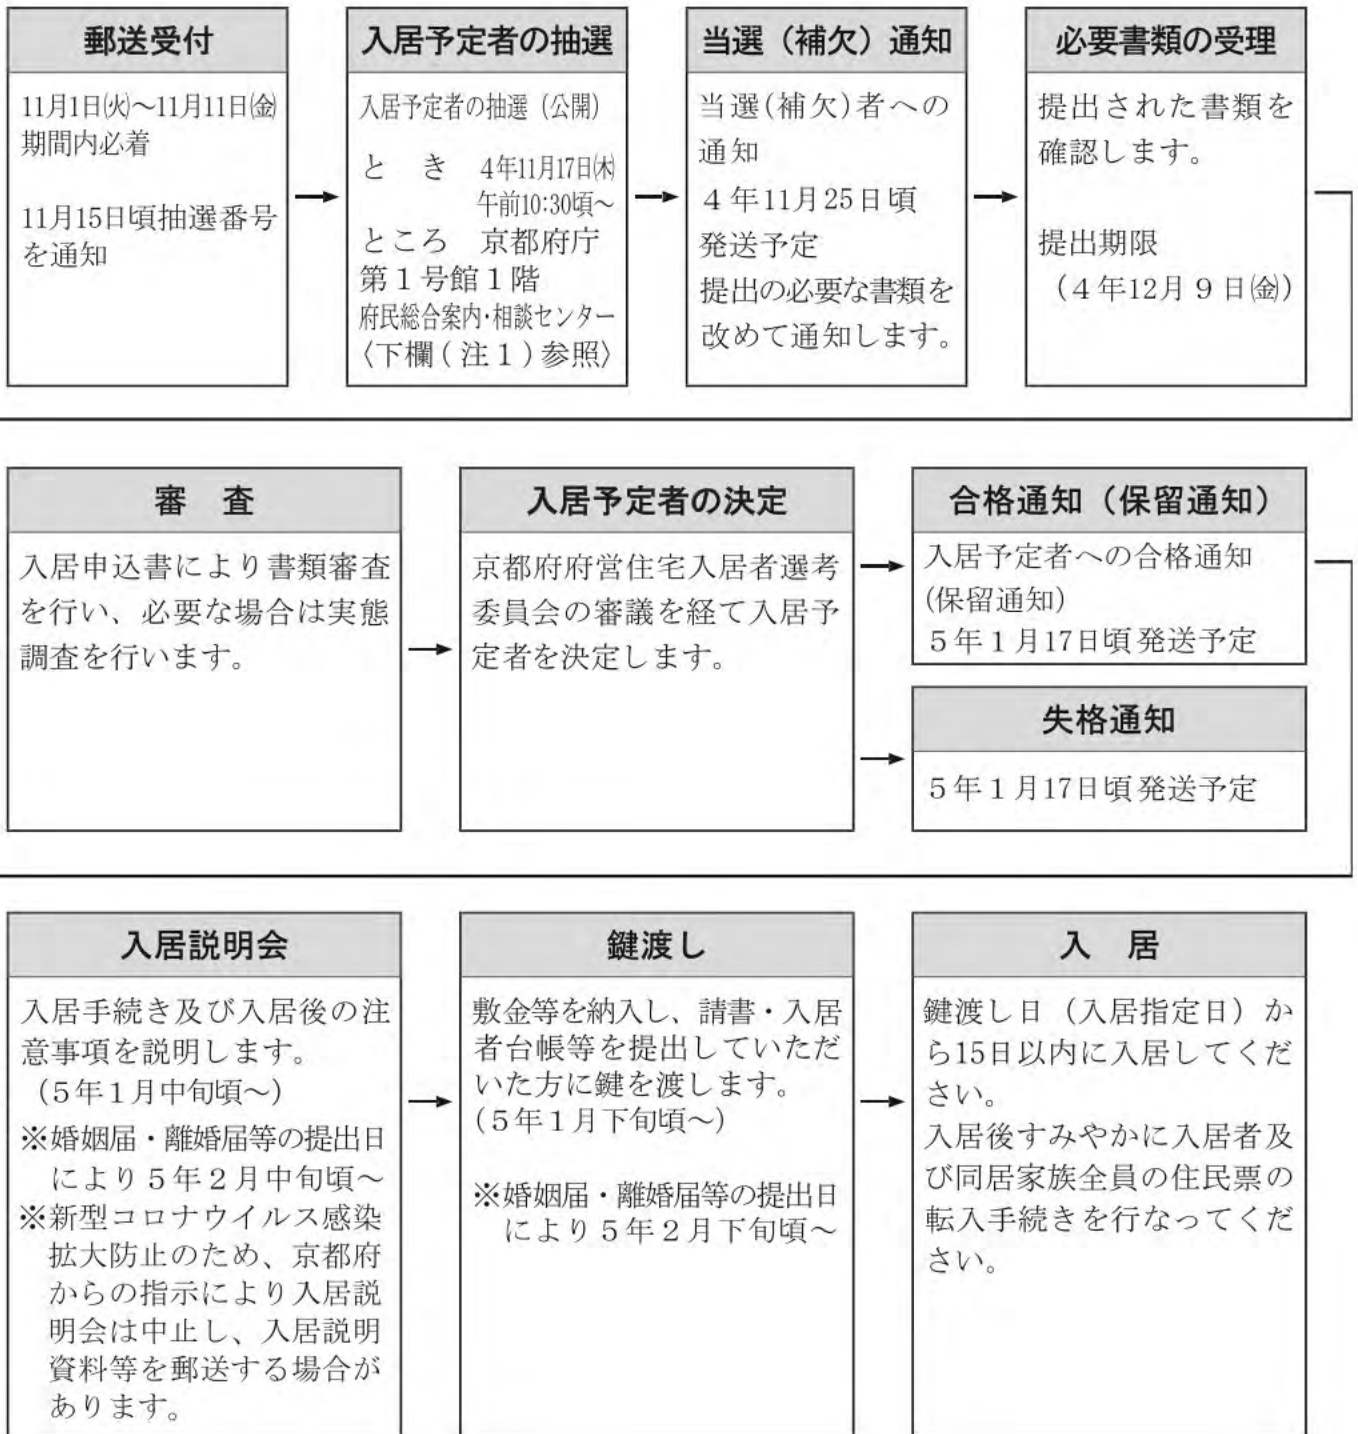 郵送受付
11月1日㈫～11月11日㈮
期間内必着
11月15日頃抽選番号
を通知
入居予定者の抽選
入居予定者の抽選（公開）
と　き　4年11月17日㈭
午前10:30頃～
ところ　京都府庁
第１号館１階
府民総合案内・相談センター
〈下欄(注１)参照〉
当選（補欠）通知
当選(補欠)者への
通知
４年11月25日頃
発送予定
提出の必要な書類を
改めて通知します。
必要書類の受理
提出された書類を
確認します。
提出期限
（４年12月９日㈮）
審　査
入居申込書により書類審査
を行い、必要な場合は実態
調査を行います。
入居予定者の決定
京都府府営住宅入居者選考
委員会の審議を経て入居予
定者を決定します。
合格通知（保留通知）
入居予定者への合格通知
(保留通知)
５年１月17日頃発送予定
失格通知
５年１月17日頃発送予定
入居説明会
入居手続き及び入居後の注
意事項を説明します。
（５年１月中旬頃～）
※婚姻届・離婚届等の提出日
により５年２月中旬頃～
※新型コロナウイルス感染
拡大防止のため、京都府
からの指示により入居説
明会は中止し、入居説明
資料等を郵送する場合が
あります。
鍵渡し
敷金等を納入し、請書・入居
者台帳等を提出していただ
いた方に鍵を渡します。
（５年１月下旬頃～）
※婚姻届・離婚届等の提出日
により５年２月下旬頃～
入　居
鍵渡し日（入居指定日）か
ら15日以内に入居してくだ
さい。
入居後すみやかに入居者及
び同居家族全員の住民票の
転入手続きを行なってくだ
さい。